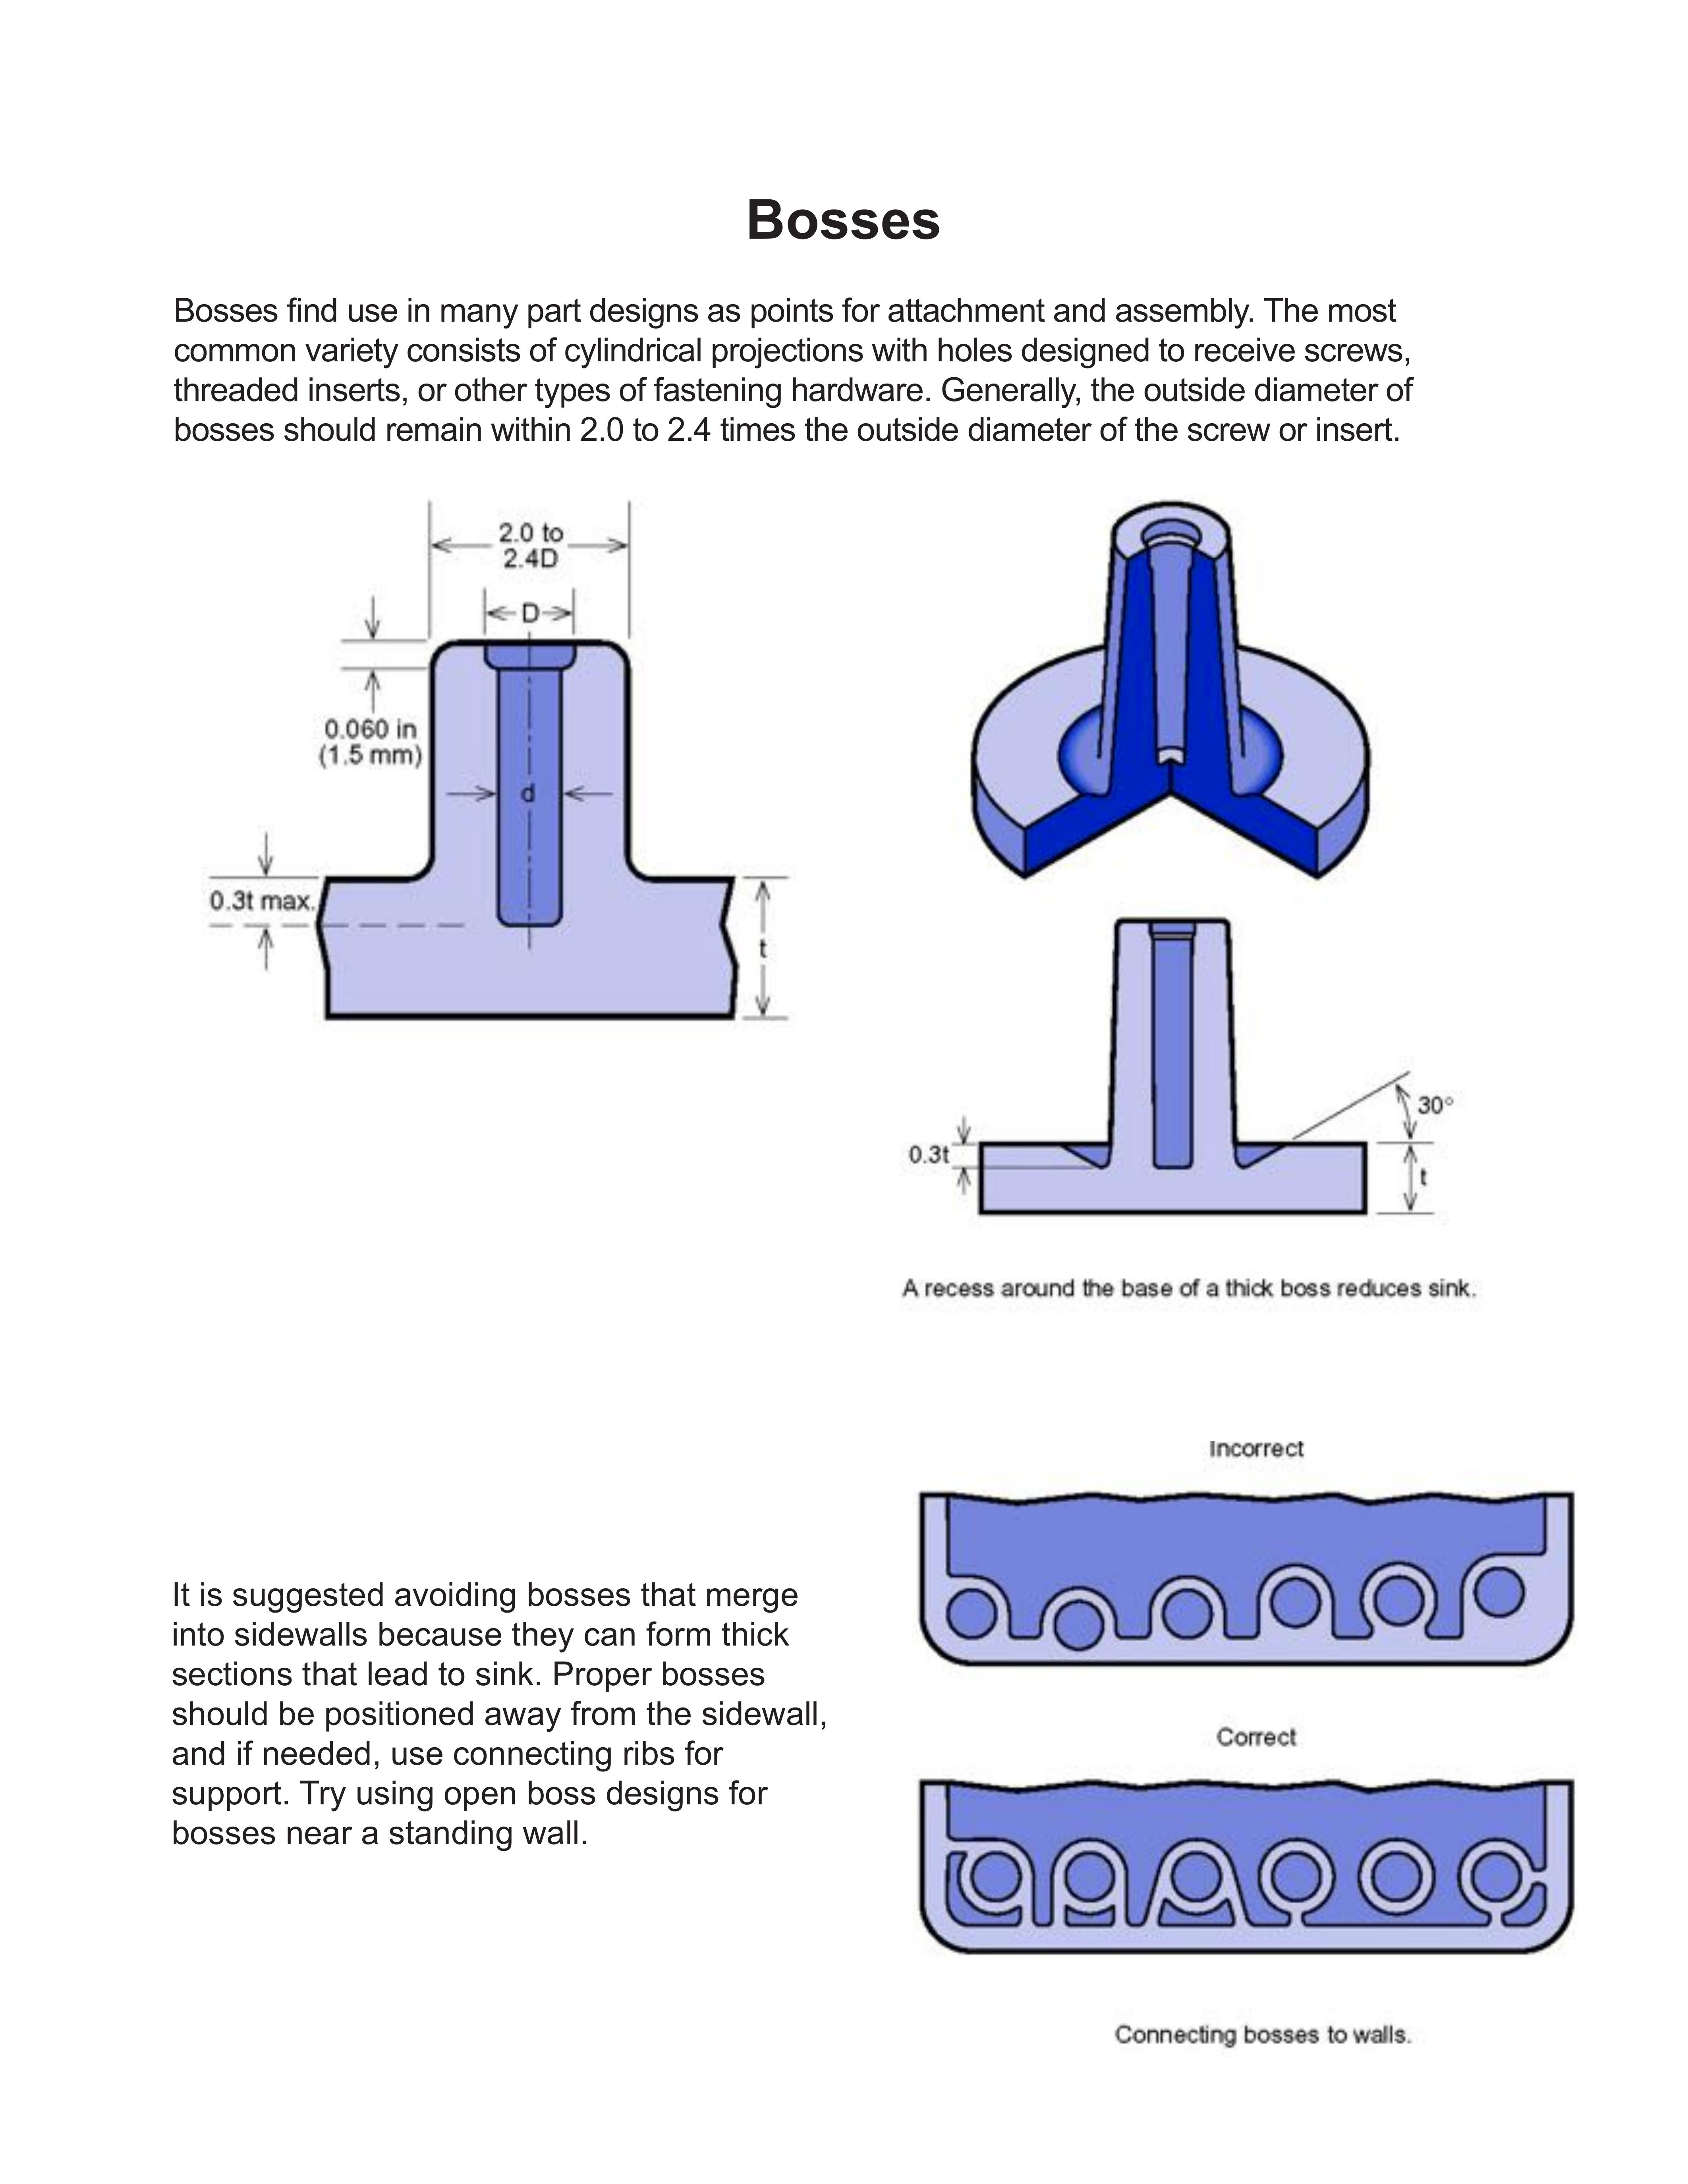 Bosses
Bosses find use in many part designs as points for attachment and assembly. The most
common variety consists of cylindrical projections with holes designed to receive screws,
threaded inserts, or other types of fastening hardware. Generally, the outside diameter of
bosses should remain within 2.0 to 2.4 times the outside diameter of the screw or insert.
2.0 to
2.4D
D
0.060 in
(1.5 mm)
d
0.3t max.
t
30°
0.3t
t
A recess around the base of a thick boss reduces sink.
Incorrect
It is suggested avoiding bosses that merge
into sidewalls because they can form thick
sections that lead to sink. Proper bosses
should be positioned away from the sidewall,
and if needed, use connecting ribs for
support. Try using open boss designs for
bosses near a standing wall.
Correct
Connecting bosses to walls.